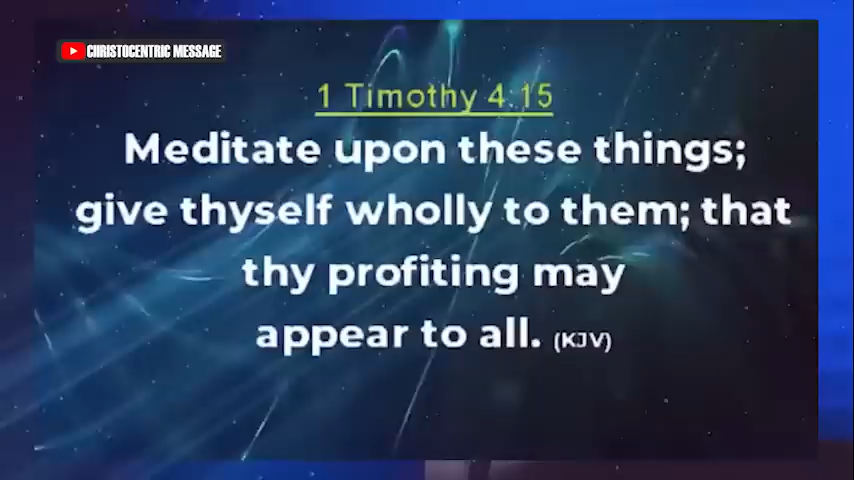 CHRISTOCENTRIC MESSAGE
1 Timothy 4:15
Meditate upon these things;
give thyself wholly to them; that
thy profiting may
appear to all. (KJV)